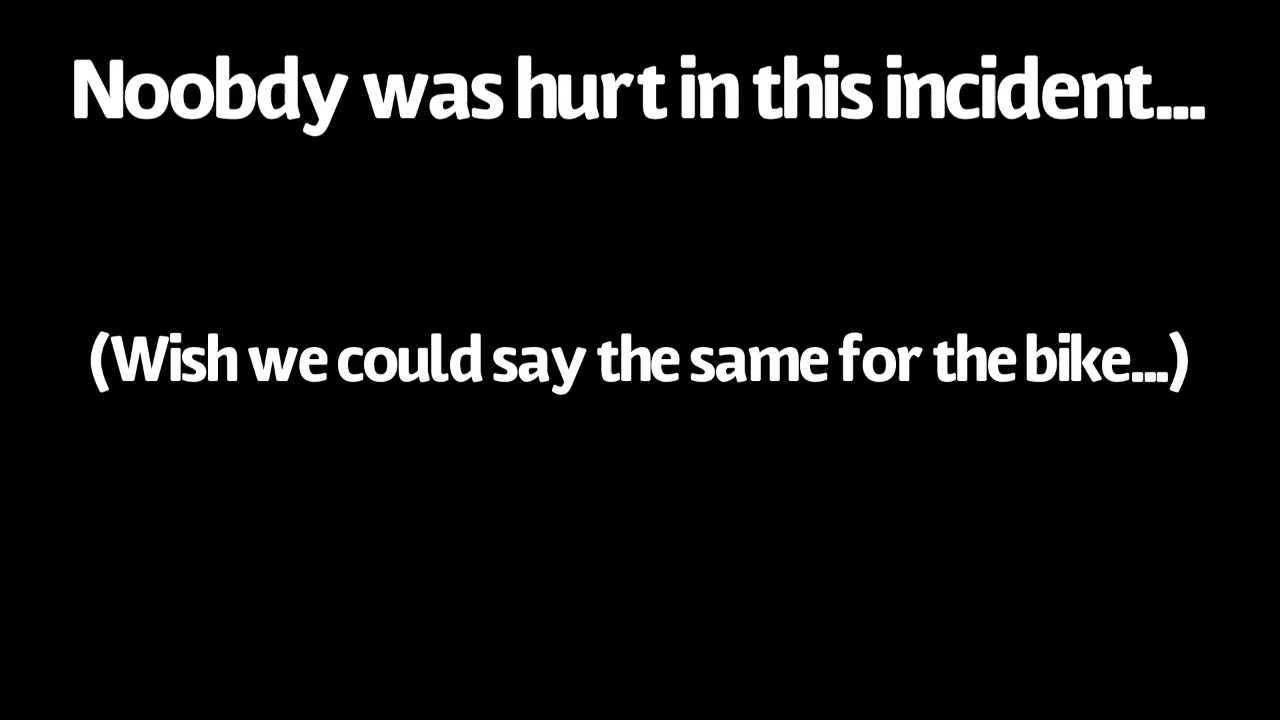 Noobdy was hurt in this incident...
(Wish we could say the same for the bike...)